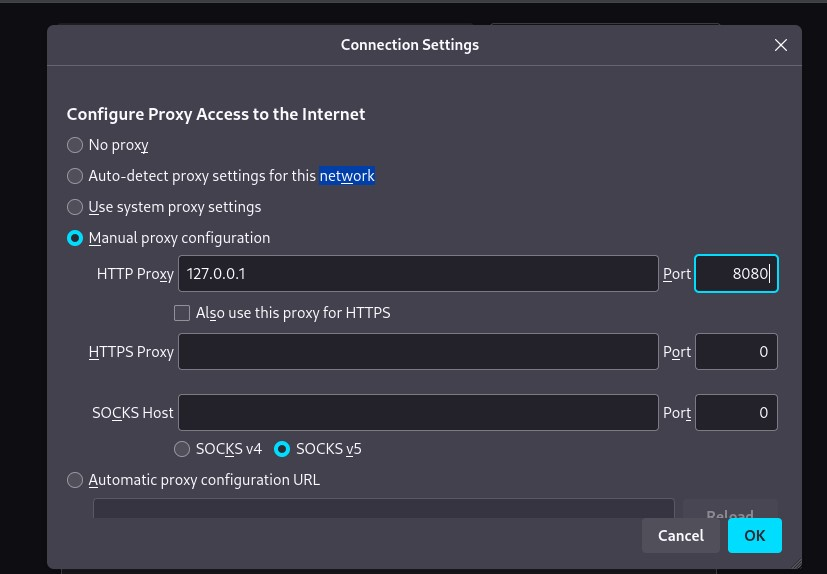 Connection Settings
Configure Proxy Access to the Internet
No proxy
Auto-detect proxy settings for this network
Use system proxy settings
Manual proxy configuration
HTTP Proxy 127.0.0.1 Port 8080
Also use this proxy for HTTPS
HTTPS Proxy Port 0
SOCKS Host Port 0
SOCKS v4 SOCKS v5
Automatic proxy configuration URL
Reload
Cancel OK